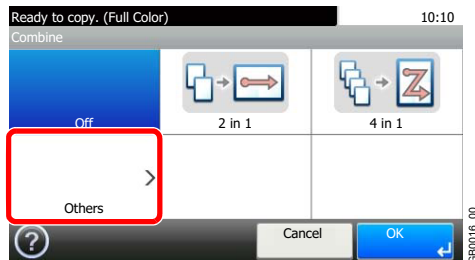 Ready to copy. (Full Color) 10:10
Combine
Off 2 in 1 4 in 1
Others
? Cancel OK
GB0016_00